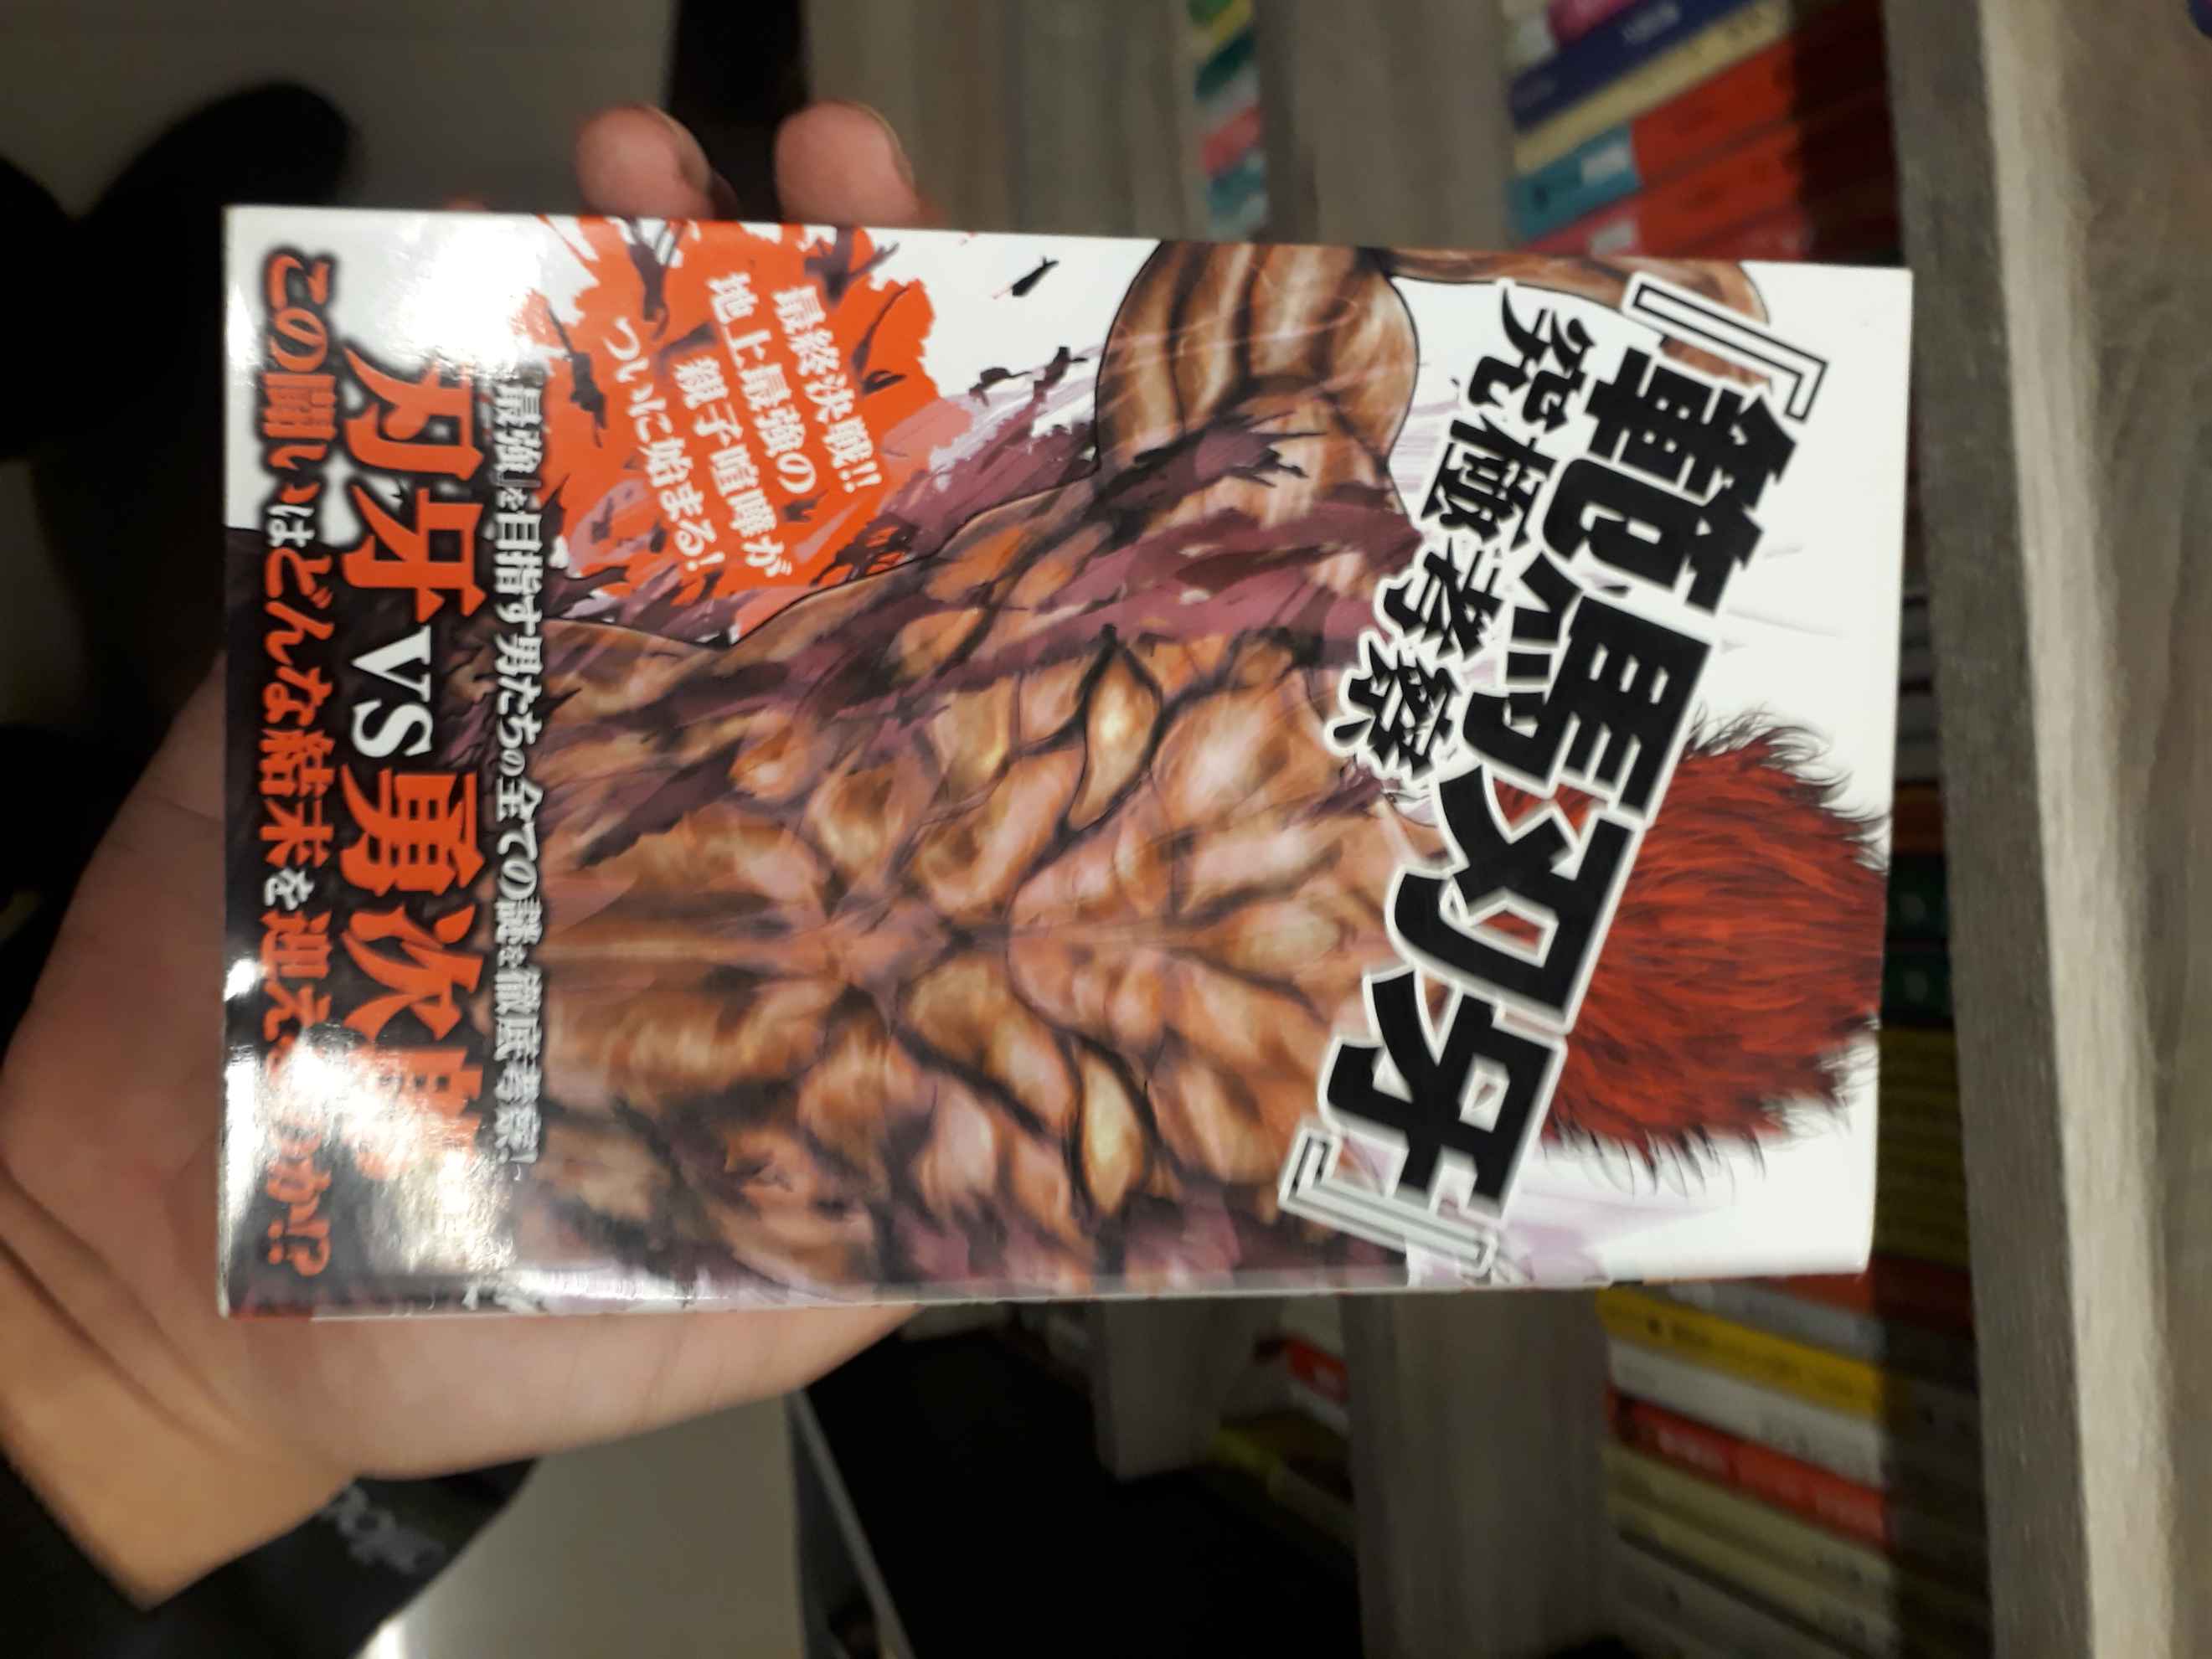 『範馬刃牙』
究極考察
最終決戦!!
地上最強の
親子喧嘩が
ついに始まる!
「最強」を目指す男たちの全ての謎を徹底考察!
刃牙VS勇次郎
この闘いはどんな結末を迎えるのか!?